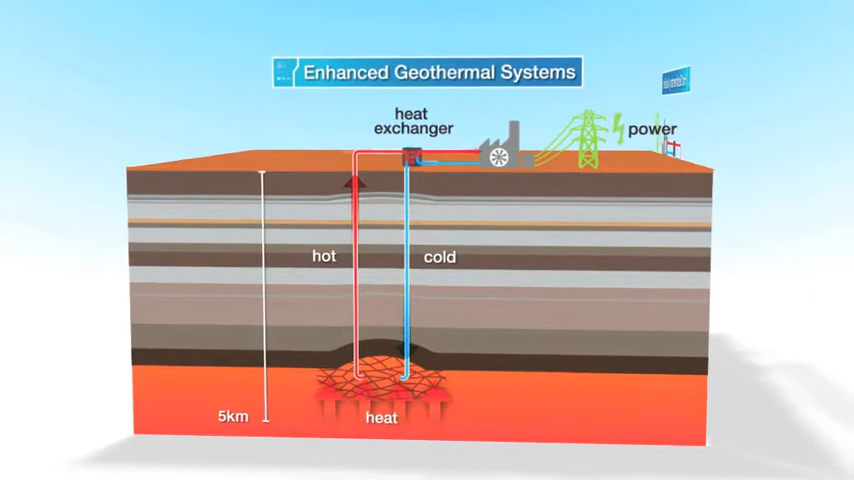 Enhanced Geothermal Systems
heat
exchanger
power
hot
cold
5km
heat